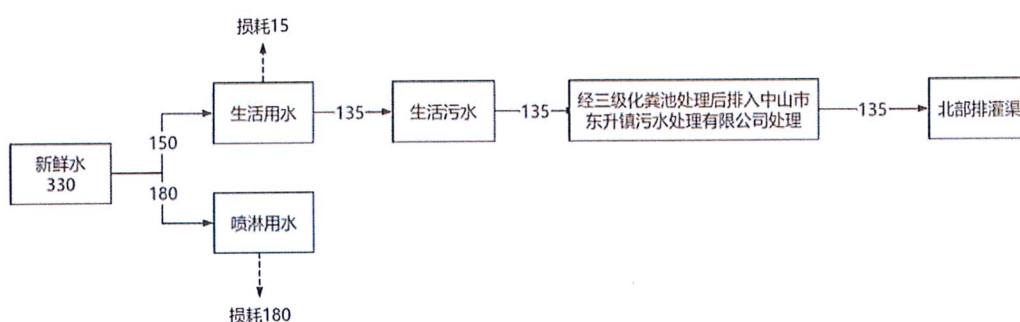 损耗15
生活用水
135
生活污水
135
经三级化粪池处理后排入中山市
东升镇污水处理有限公司处理
135
北部排灌渠
150
新鲜水
330
180
喷淋用水
损耗180